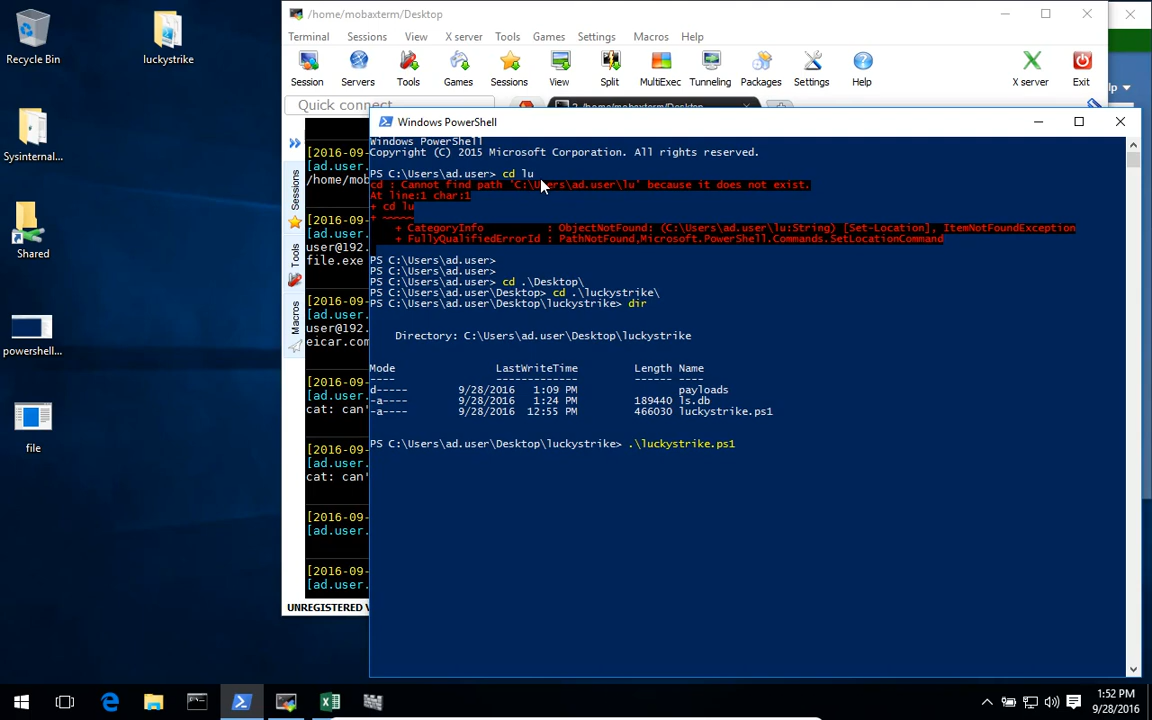 Recycle Bin
luckystrike
Sysinternal...
Shared
powershell...
file
/home/mobaxterm/Desktop
Terminal Sessions View X server Tools Games Settings Macros Help
Session Servers Tools Games Sessions View Split MultiExec Tunneling Packages Settings Help X server Exit
Quick connect
2. /home/mobaxterm/Desktop
lp
Sessions
Tools
Macros
[2016-09-
[ad.user.
/home/mob
[2016-09-
[ad.user.
user@192.
file.exe
[2016-09-
[ad.user.
user@192.
eicar.com
[2016-09-
[ad.user.
cat: can'
[2016-09-
[ad.user.
cat: can'
[2016-09-
[ad.user.
[2016-09-
[ad.user.
UNREGISTERED V
Windows PowerShell
Windows PowerShell
Copyright (C) 2015 Microsoft Corporation. All rights reserved.
PS C:\Users\ad.user> cd lu
cd : Cannot find path 'C:\Users\ad.user\lu' because it does not exist.
At line:1 char:1
+ cd lu
+ ~~~~~
+ CategoryInfo : ObjectNotFound: (C:\Users\ad.user\lu:String) [Set-Location], ItemNotFoundException
+ FullyQualifiedErrorId : PathNotFound,Microsoft.PowerShell.Commands.SetLocationCommand
PS C:\Users\ad.user>
PS C:\Users\ad.user>
PS C:\Users\ad.user> cd .\Desktop\
PS C:\Users\ad.user\Desktop> cd .\luckystrike\
PS C:\Users\ad.user\Desktop\luckystrike> dir
Directory: C:\Users\ad.user\Desktop\luckystrike
Mode LastWriteTime Length Name
---- ------------- ------ ----
d----- 9/28/2016 1:09 PM payloads
-a---- 9/28/2016 1:24 PM 189440 ls.db
-a---- 9/28/2016 12:55 PM 466030 luckystrike.ps1
PS C:\Users\ad.user\Desktop\luckystrike> .\luckystrike.ps1
1:52 PM
9/28/2016